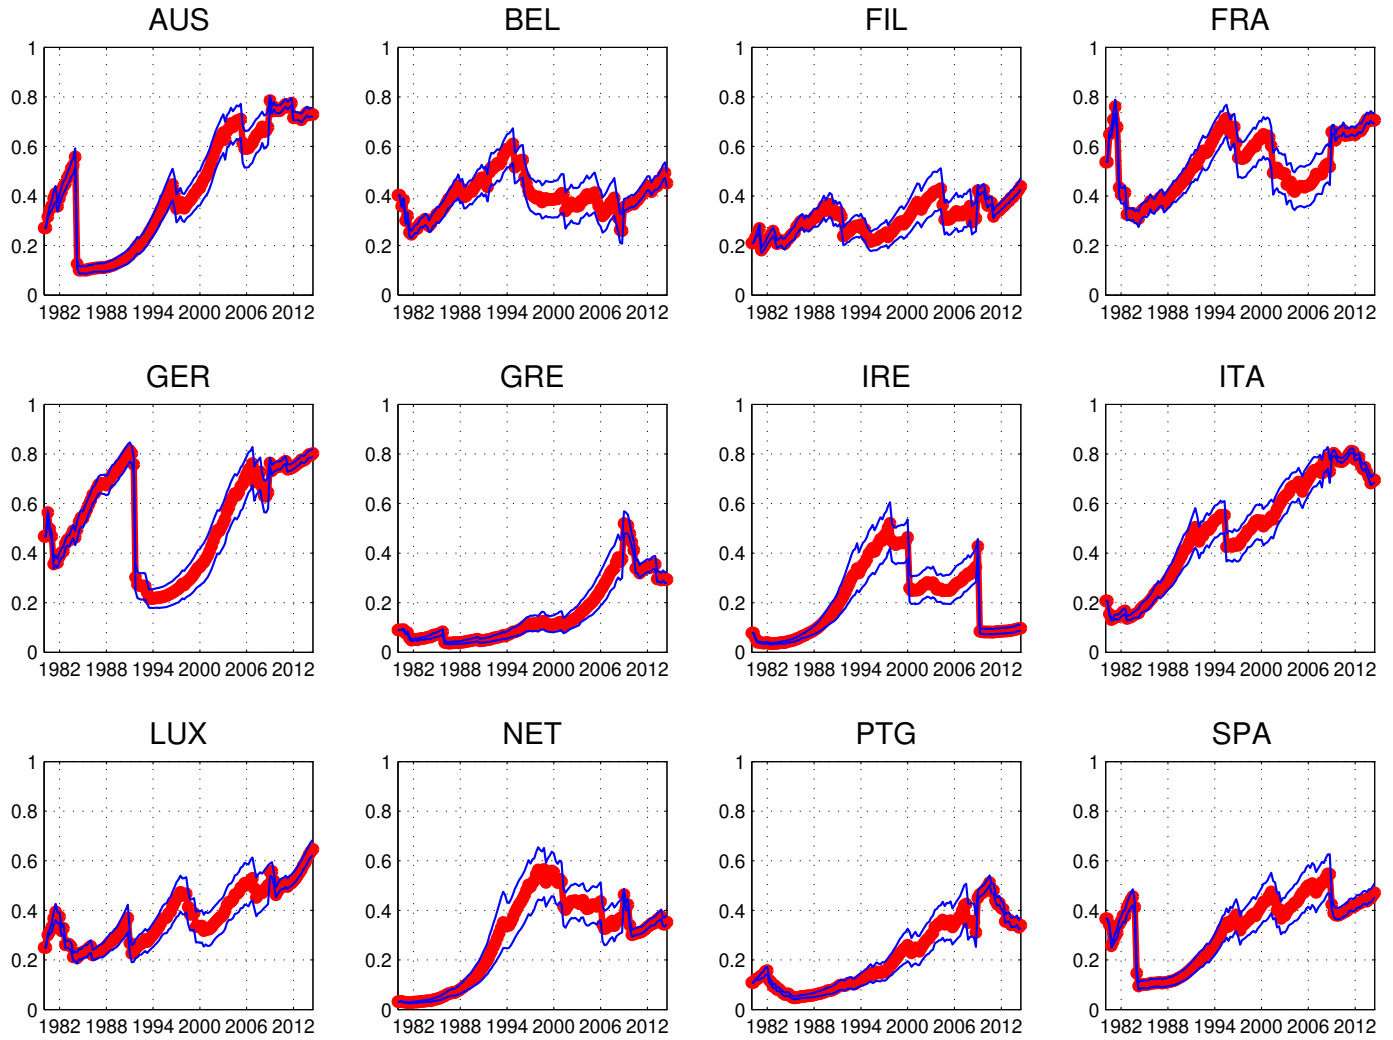 AUS BEL FIL FRA
1 1 1 1
0.8 0.8 0.8 0.8
0.6 0.6 0.6 0.6
0.4 0.4 0.4 0.4
0.2 0.2 0.2 0.2
0 0 0 0
1982 1988 1994 2000 2006 2012 1982 1988 1994 2000 2006 2012 1982 1988 1994 2000 2006 2012 1982 1988 1994 2000 2006 2012
GER GRE IRE ITA
1 1 1 1
0.8 0.8 0.8 0.8
0.6 0.6 0.6 0.6
0.4 0.4 0.4 0.4
0.2 0.2 0.2 0.2
0 0 0 0
1982 1988 1994 2000 2006 2012 1982 1988 1994 2000 2006 2012 1982 1988 1994 2000 2006 2012 1982 1988 1994 2000 2006 2012
LUX NET PTG SPA
1 1 1 1
0.8 0.8 0.8 0.8
0.6 0.6 0.6 0.6
0.4 0.4 0.4 0.4
0.2 0.2 0.2 0.2
0 0 0 0
1982 1988 1994 2000 2006 2012 1982 1988 1994 2000 2006 2012 1982 1988 1994 2000 2006 2012 1982 1988 1994 2000 2006 2012